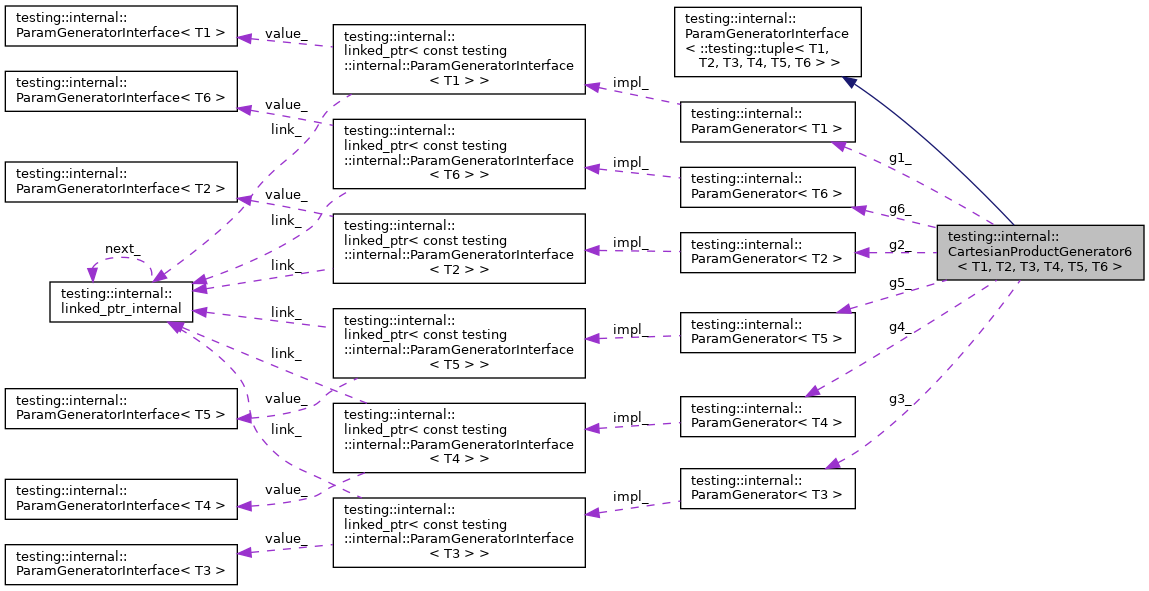 testing::internal::
ParamGeneratorInterface< T1 >
testing::internal::
ParamGeneratorInterface< T6 >
testing::internal::
ParamGeneratorInterface< T2 >
next_
testing::internal::
linked_ptr_internal
testing::internal::
ParamGeneratorInterface< T5 >
testing::internal::
ParamGeneratorInterface< T4 >
testing::internal::
ParamGeneratorInterface< T3 >
value_
value_
link_
value_
link_
link_
link_
link_
value_
link_
value_
value_
testing::internal::
linked_ptr< const testing
::internal::ParamGeneratorInterface
< T1 > >
testing::internal::
linked_ptr< const testing
::internal::ParamGeneratorInterface
< T6 > >
testing::internal::
linked_ptr< const testing
::internal::ParamGeneratorInterface
< T2 > >
testing::internal::
linked_ptr< const testing
::internal::ParamGeneratorInterface
< T5 > >
testing::internal::
linked_ptr< const testing
::internal::ParamGeneratorInterface
< T4 > >
testing::internal::
linked_ptr< const testing
::internal::ParamGeneratorInterface
< T3 > >
impl_
impl_
impl_
impl_
impl_
impl_
testing::internal::
ParamGeneratorInterface
< ::testing::tuple< T1,
T2, T3, T4, T5, T6 > >
testing::internal::
ParamGenerator< T1 >
testing::internal::
ParamGenerator< T6 >
testing::internal::
ParamGenerator< T2 >
testing::internal::
ParamGenerator< T5 >
testing::internal::
ParamGenerator< T4 >
testing::internal::
ParamGenerator< T3 >
g1_
g6_
g2_
g5_
g4_
g3_
testing::internal::
CartesianProductGenerator6
< T1, T2, T3, T4, T5, T6 >